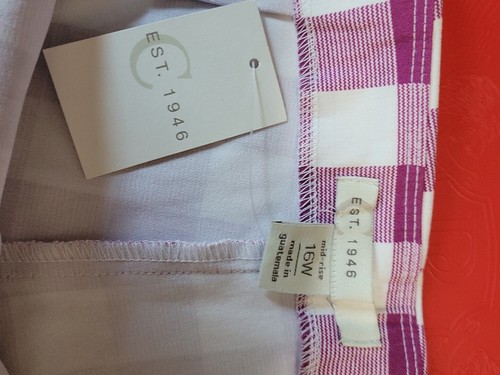 C
EST. 1946
C
EST. 1946
mid-rise
16W
made in
guatemala